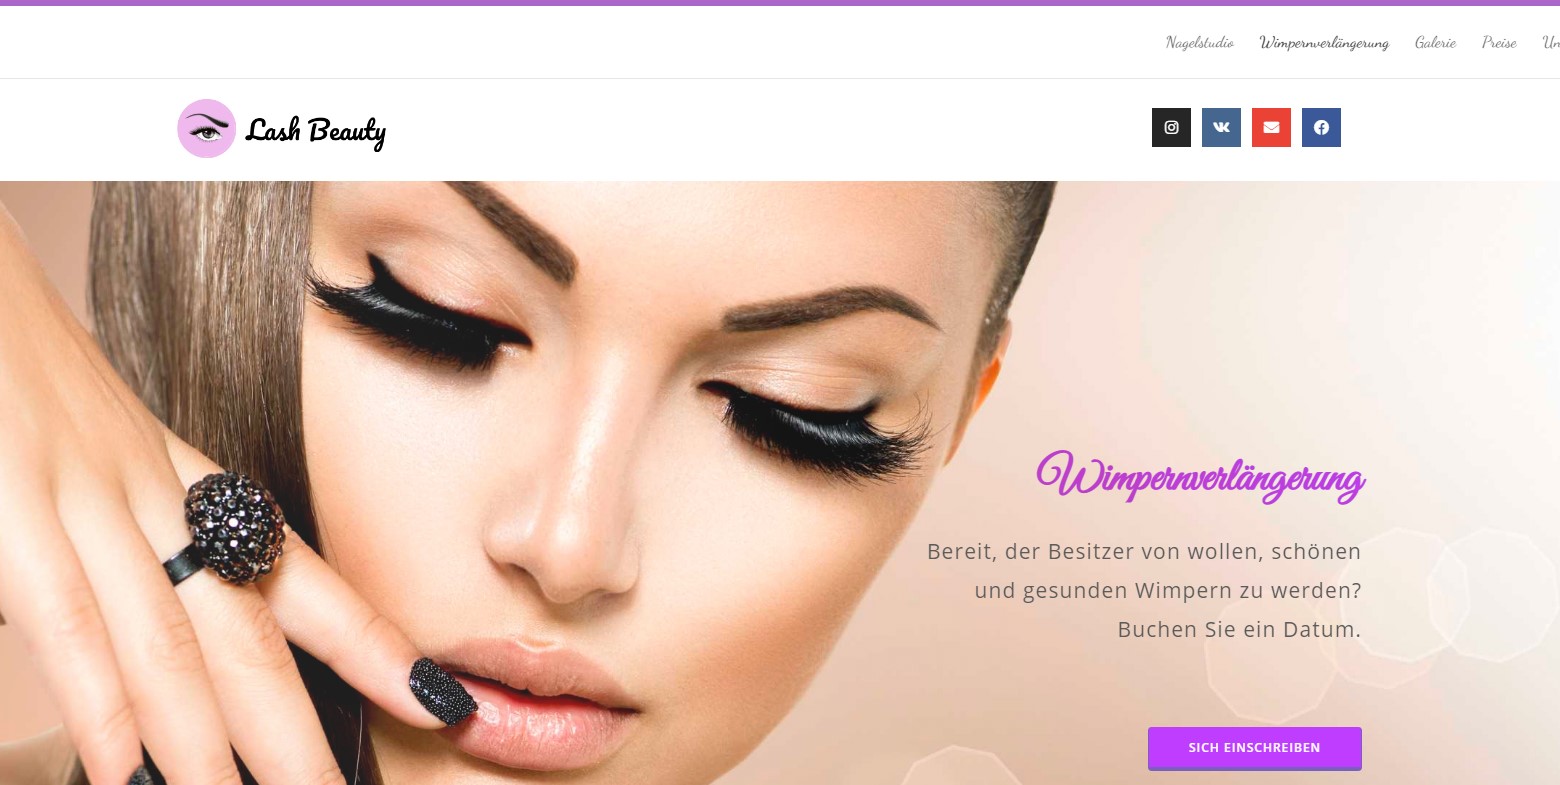 Nagelstudio Wimpernverlängerung Galerie Preise
Lash Beauty
Wimpernverlängerung
Bereit, der Besitzer von wollen, schönen
und gesunden Wimpern zu werden?
Buchen Sie ein Datum.
SICH EINSCHREIBEN